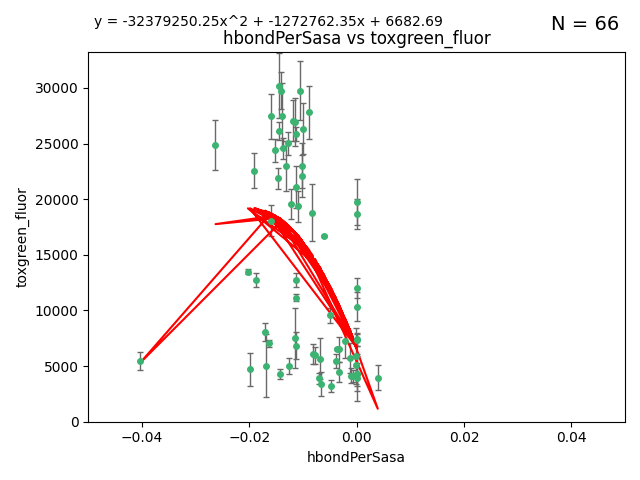 y = -32379250.25x^2 + -1272762.35x + 6682.69
N = 66
hbondPerSasa vs toxgreen_fluor
30000
25000
20000
15000
10000
5000
0
toxgreen_fluor
−0.04
−0.02
0.00
0.02
0.04
hbondPerSasa